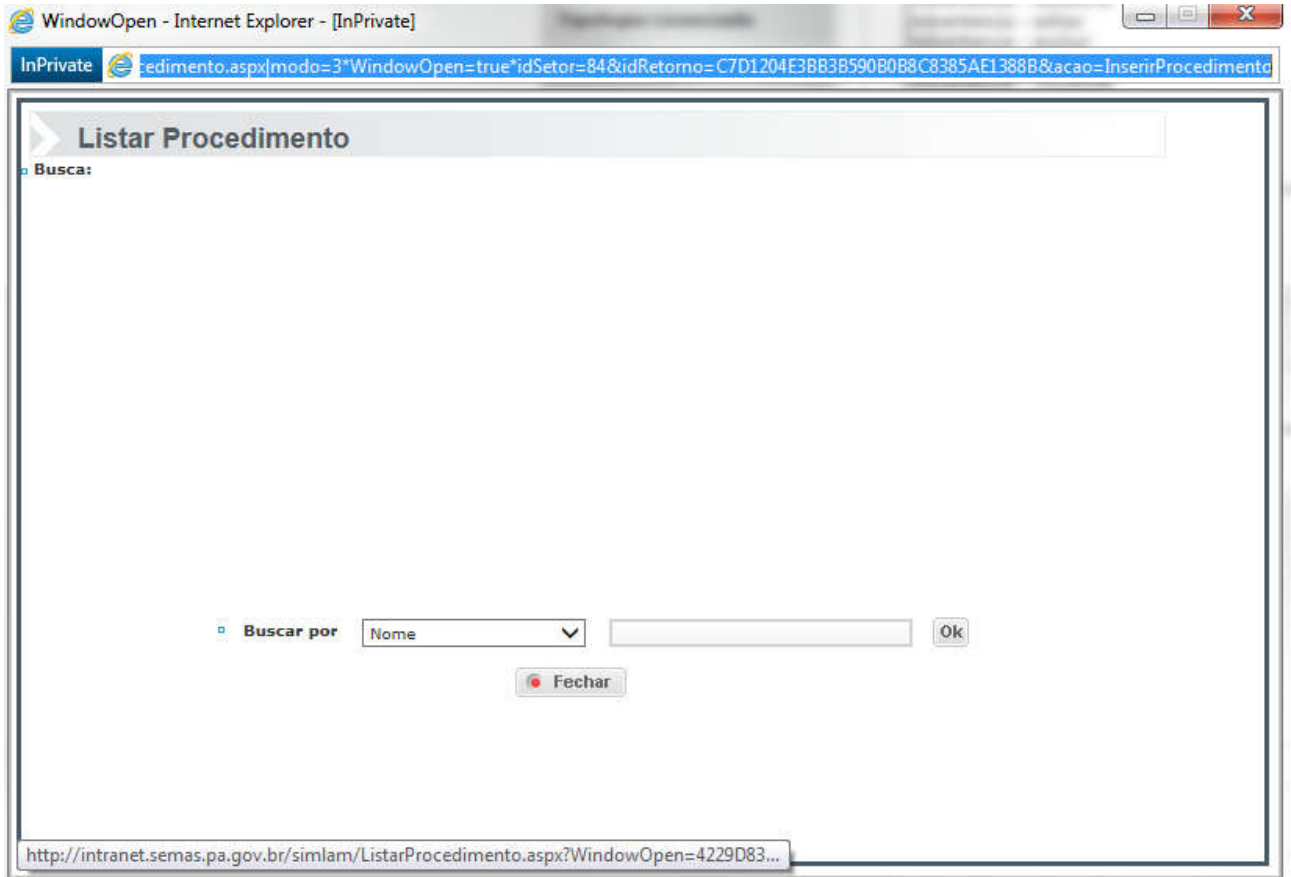 WindowOpen - Internet Explorer - [InPrivate]
InPrivate
cedimento.aspx|modo=3*WindowOpen=true*idSetor=84&idRetorno=C7D1204E3BB3B590B0B8C8385AE1388B&acao=InserirProcedimento
Listar Procedimento
Busca:
Buscar por Nome Ok
Fechar
http://intranet.semas.pa.gov.br/simlam/ListarProcedimento.aspx?WindowOpen=4229D83...